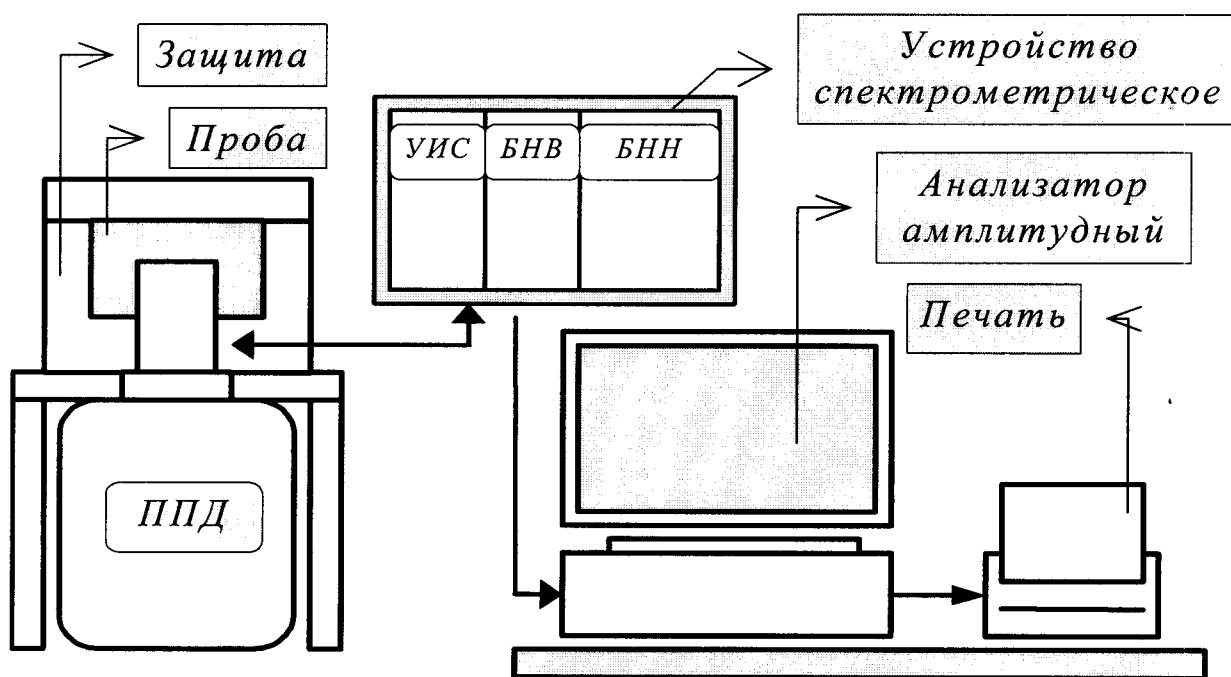 Защита
Проба
Устройство
спектрометрическое
УИС
БНВ
БНН
Анализатор
амплитудный
Печать
ППД